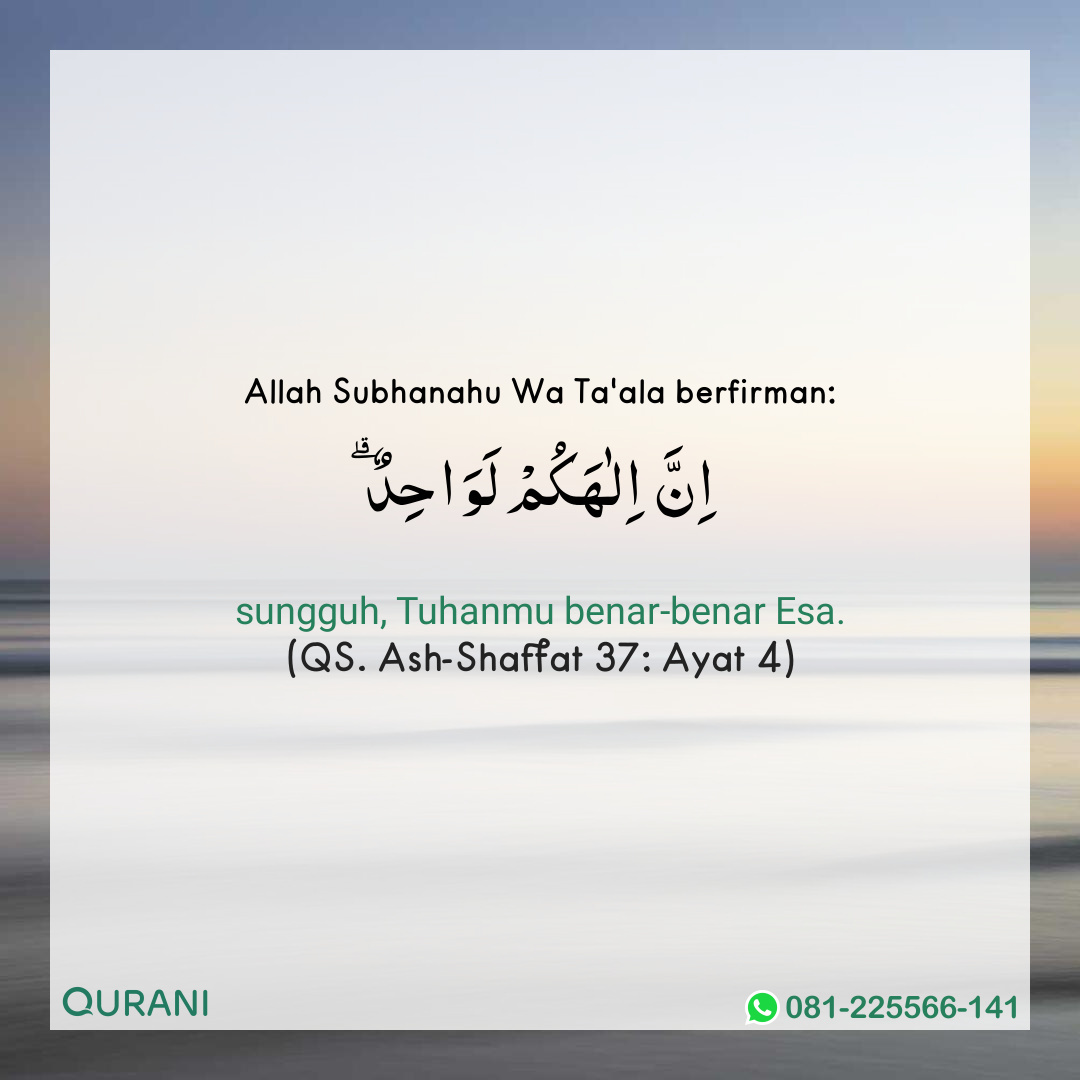 Allah Subhanahu Wa Ta'ala berfirman:
اِنَّ اِلٰهَكُمْ لَوَاحِدٌۗ
sungguh, Tuhanmu benar-benar Esa.
(QS. Ash-Shaffat 37: Ayat 4)
QURANI
081-225566-141